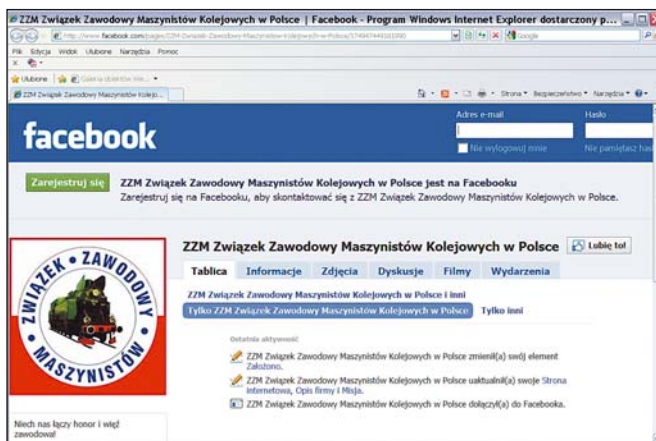 ZZM Związek Zawodowy Maszynistów Kolejowych w Polsce | Facebook - Program Windows Internet Explorer dostarczony p...
Google
Plik Edycja Widok Ulubione Narzędzia Pomoc
Ulubione
ZZM Związek Zawodowy Maszynistów Kolejo...
Strona Bezpieczeństwo Narzędzia
facebook
Adres e-mail Hasło
Nie wylogowuj mnie Nie pamiętasz has
Zarejestruj się
ZZM Związek Zawodowy Maszynistów Kolejowych w Polsce jest na Facebooku
Zarejestruj się na Facebooku, aby skontaktować się z ZZM Związek Zawodowy Maszynistów Kolejowych w Polsce.
ZWIĄZEK • ZAWODOWY • MASZYNISTÓW
ZZM Związek Zawodowy Maszynistów Kolejowych w Polsce Lubię to!
Tablica Informacje Zdjęcia Dyskusje Filmy Wydarzenia
ZZM Związek Zawodowy Maszynistów Kolejowych w Polsce i inni
Tylko ZZM Związek Zawodowy Maszynistów Kolejowych w Polsce Tylko inni
Ostatnia aktywność
ZZM Związek Zawodowy Maszynistów Kolejowych w Polsce zmienił(a) swój element
Założono.
ZZM Związek Zawodowy Maszynistów Kolejowych w Polsce uaktualnił(a) swoje Strona
internetowa, Opis firmy i Misja.
ZZM Związek Zawodowy Maszynistów Kolejowych w Polsce dołączył(a) do Facebooka.
Niech nas łączy honor i więź
zawodowa!